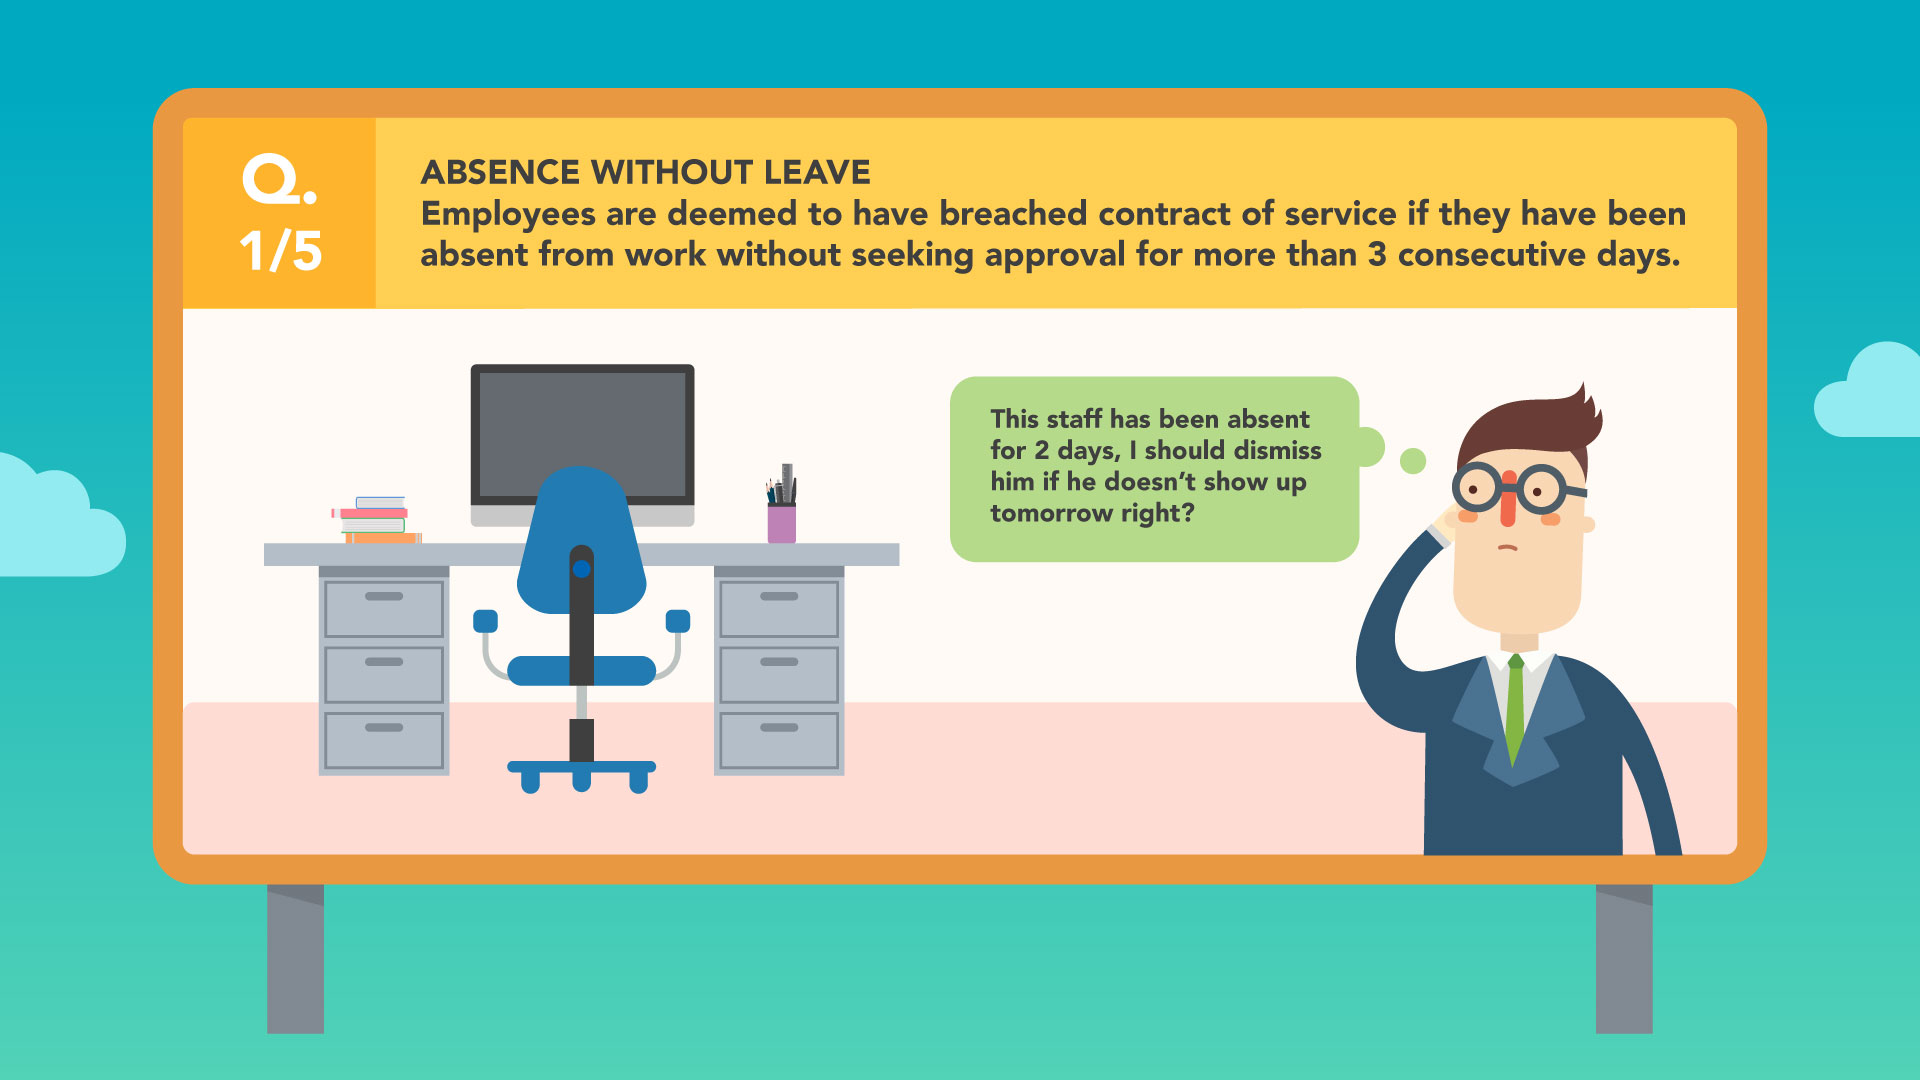 Q.
1/5
ABSENCE WITHOUT LEAVE
Employees are deemed to have breached contract of service if they have been
absent from work without seeking approval for more than 3 consecutive days.
This staff has been absent
for 2 days, I should dismiss
him if he doesn’t show up
tomorrow right?